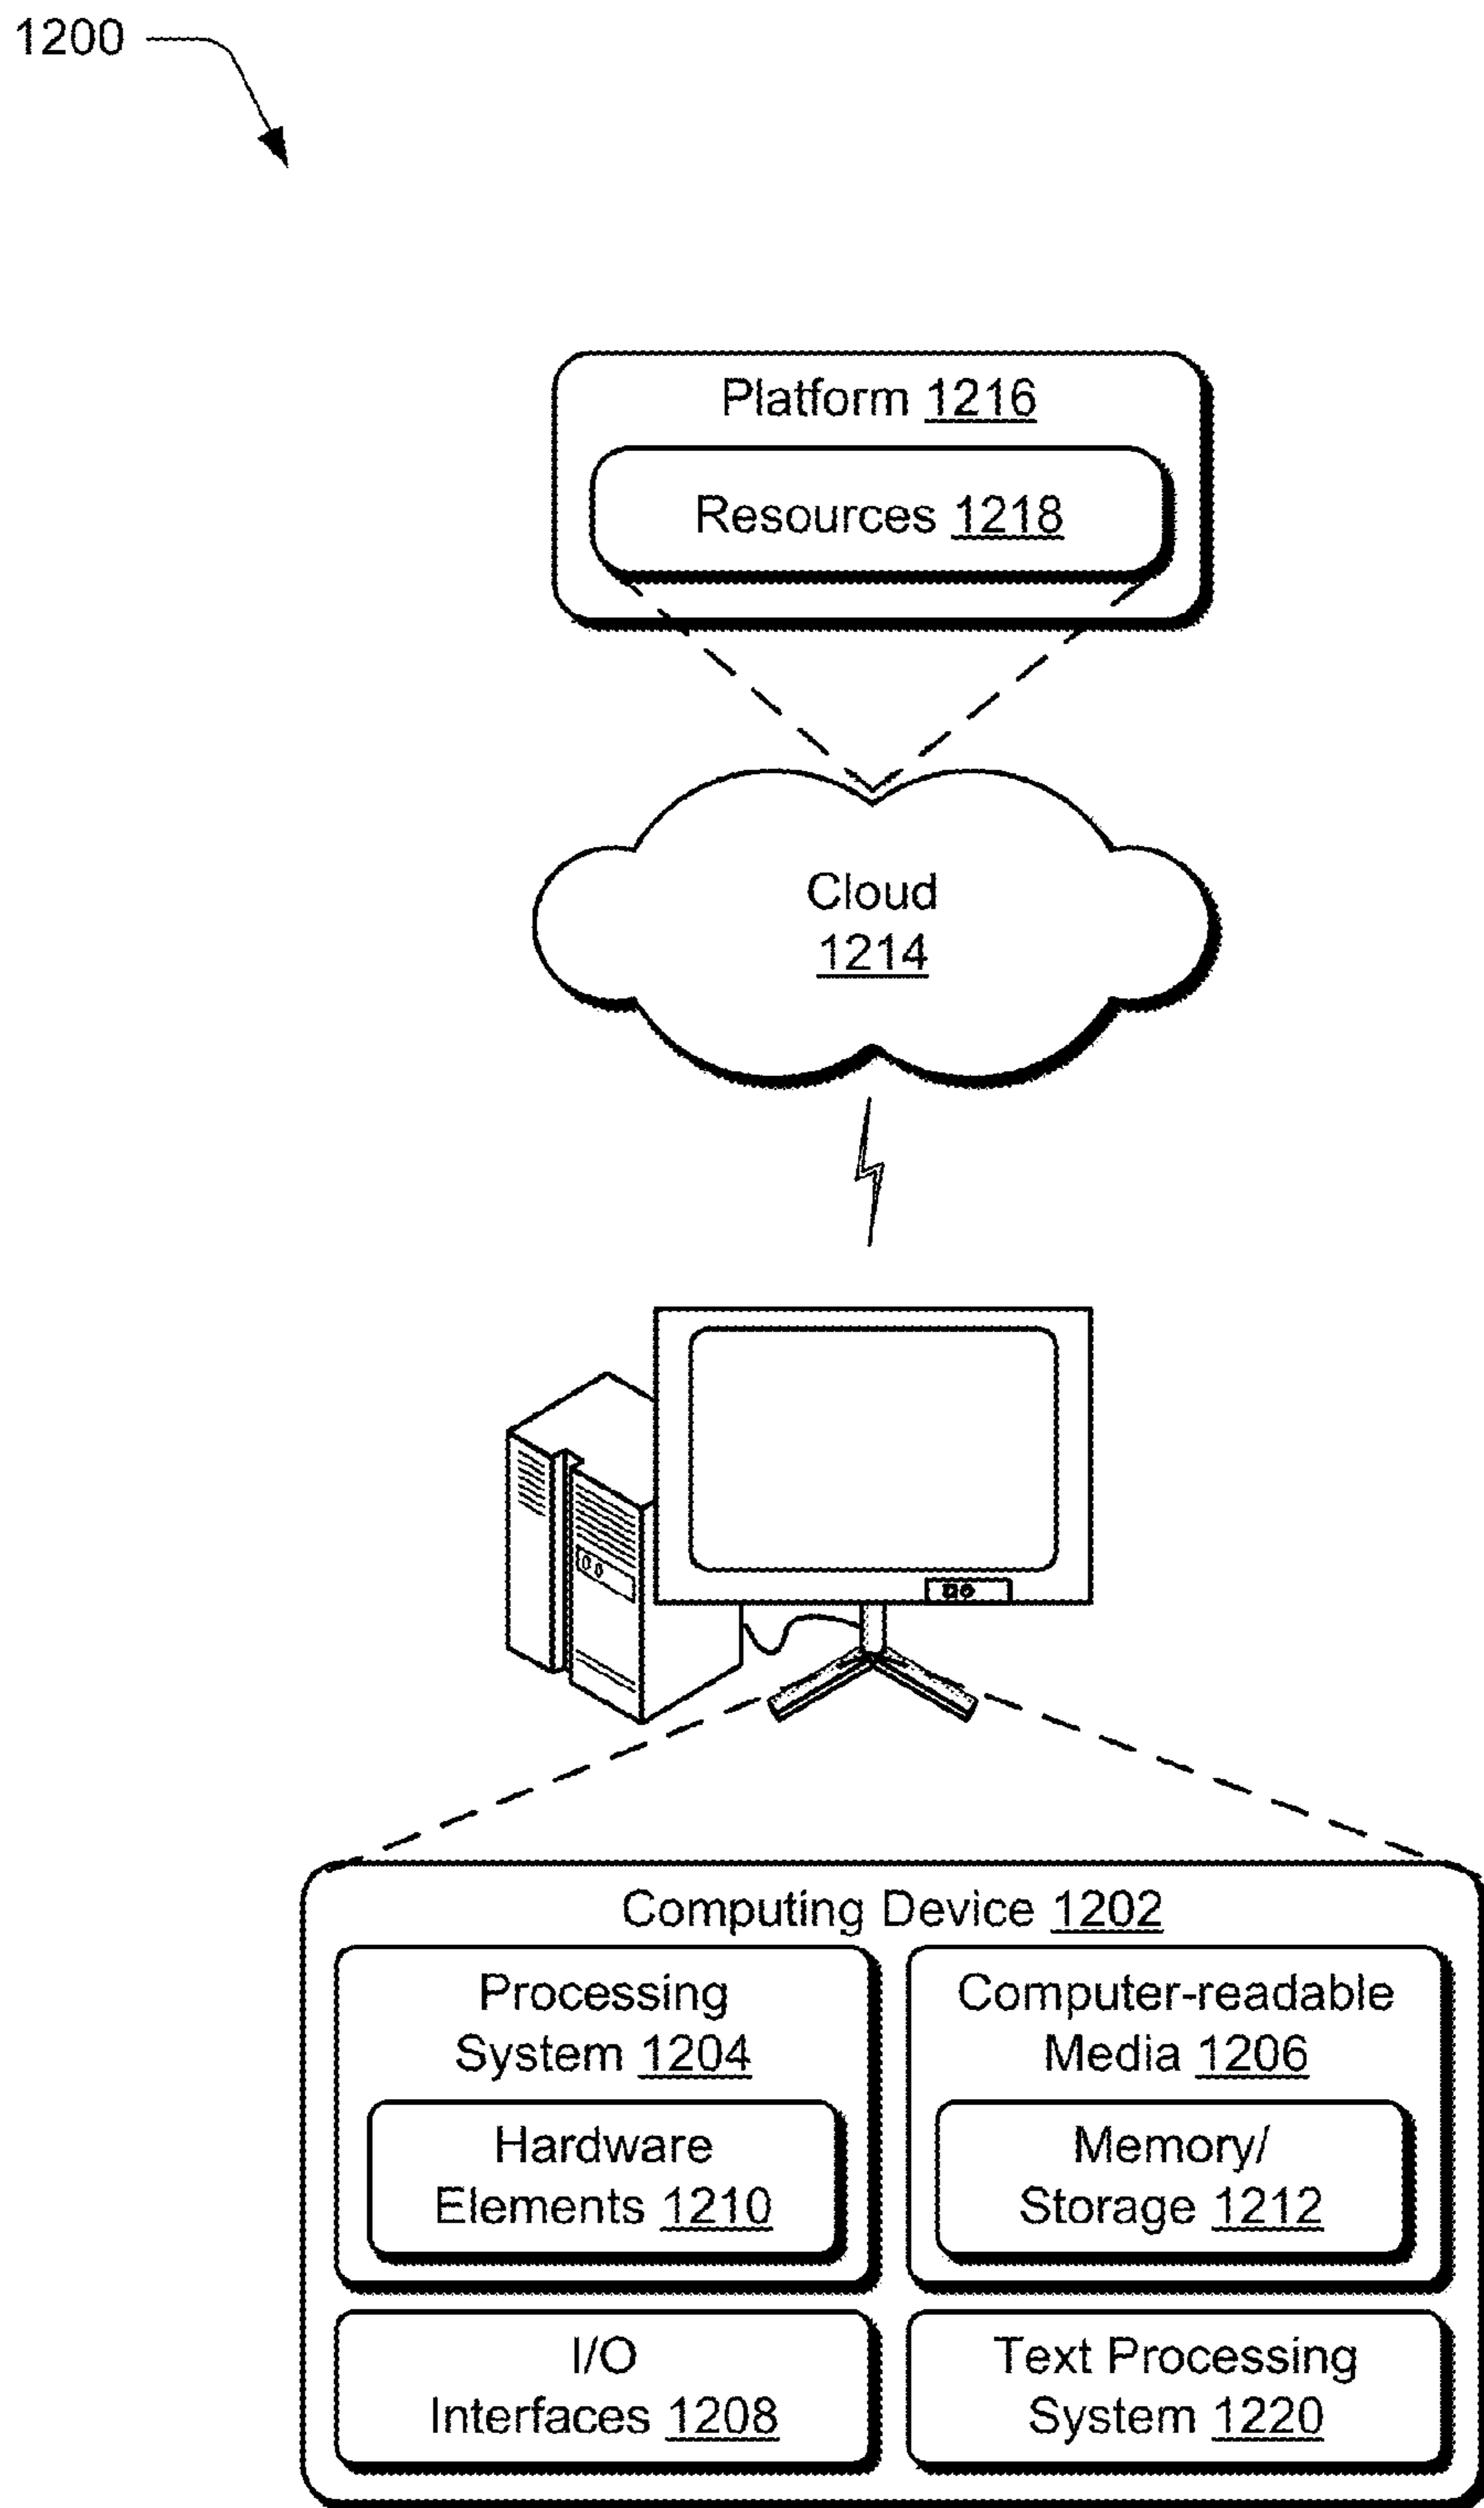 1200
Platform 1216
Resources 1218
Cloud
1214
Computing Device 1202
Processing
System 1204
Hardware
Elements 1210
Computer-readable
Media 1206
Memory/
Storage 1212
I/O
Interfaces 1208
Text Processing
System 1220